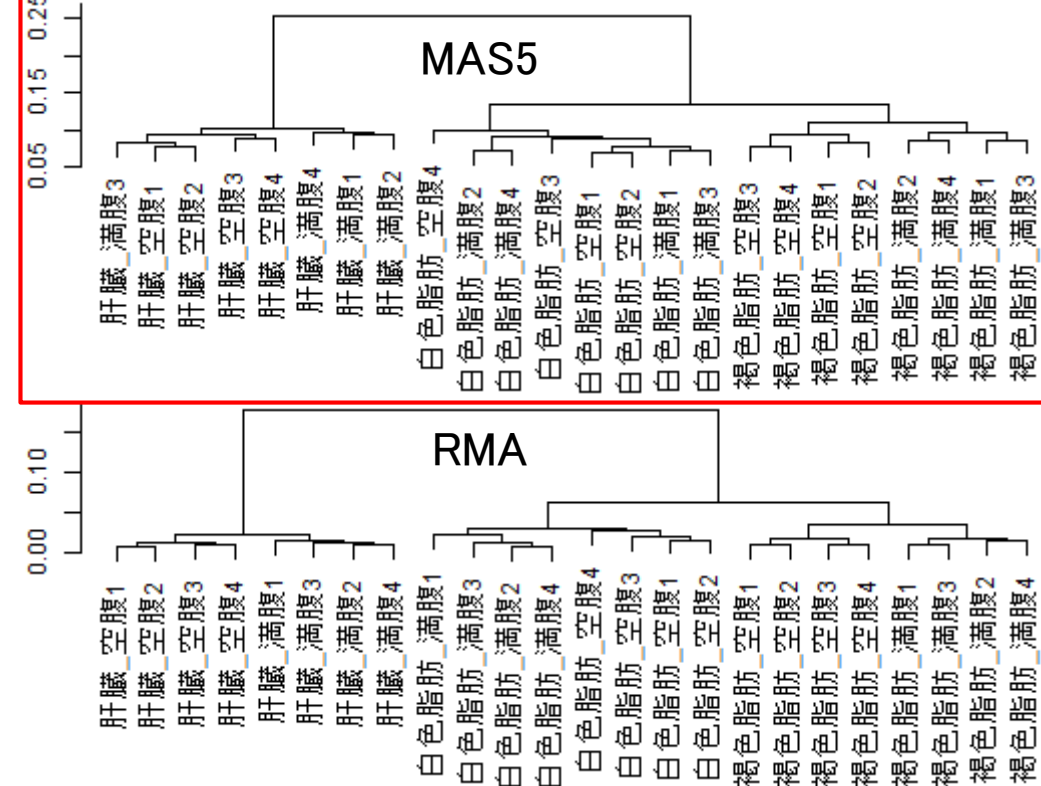 MAS5
0.25
0.15
0.05
肝臓_満腹3
肝臓_空腹1
肝臓_空腹2
肝臓_空腹3
肝臓_空腹4
肝臓_満腹4
肝臓_満腹1
肝臓_満腹2
白色脂肪_空腹4
白色脂肪_満腹2
白色脂肪_満腹4
白色脂肪_空腹3
白色脂肪_空腹1
白色脂肪_空腹2
白色脂肪_満腹1
白色脂肪_満腹3
褐色脂肪_空腹3
褐色脂肪_空腹4
褐色脂肪_空腹1
褐色脂肪_空腹2
褐色脂肪_満腹2
褐色脂肪_満腹4
褐色脂肪_満腹1
褐色脂肪_満腹3
RMA
0.10
0.00
肝臓_空腹1
肝臓_空腹2
肝臓_空腹3
肝臓_空腹4
肝臓_満腹1
肝臓_満腹3
肝臓_満腹2
肝臓_満腹4
白色脂肪_満腹1
白色脂肪_満腹3
白色脂肪_満腹2
白色脂肪_満腹4
白色脂肪_空腹4
白色脂肪_空腹3
白色脂肪_空腹1
白色脂肪_空腹2
褐色脂肪_空腹1
褐色脂肪_空腹2
褐色脂肪_空腹3
褐色脂肪_空腹4
褐色脂肪_満腹1
褐色脂肪_満腹3
褐色脂肪_満腹2
褐色脂肪_満腹4